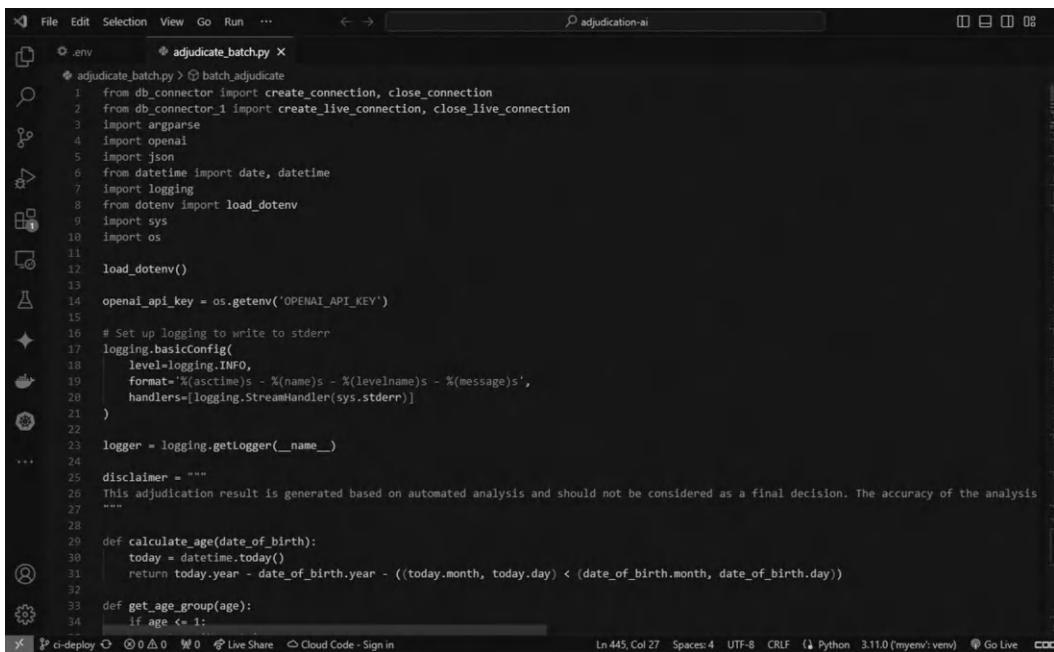 File Edit Selection View Go Run ··· adjudication-ai
.env adjudicate_batch.py
adjudicate_batch.py > batch_adjudicate
1 from db_connector import create_connection, close_connection
2 from db_connector_1 import create_live_connection, close_live_connection
3 import argparse
4 import openai
5 import json
6 from datetime import date, datetime
7 import logging
8 from dotenv import load_dotenv
9 import sys
10 import os
11
12 load_dotenv()
13
14 openai_api_key = os.getenv('OPENAI_API_KEY')
15
16 # Set up logging to write to stderr
17 logging.basicConfig(
18     level=logging.INFO,
19     format='%(asctime)s - %(name)s - %(levelname)s - %(message)s',
20     handlers=[logging.StreamHandler(sys.stderr)]
21 )
22
23 logger = logging.getLogger(__name__)
24
25 disclaimer = """
26 This adjudication result is generated based on automated analysis and should not be considered as a final decision. The accuracy of the analysis
27 """
28
29 def calculate_age(date_of_birth):
30     today = datetime.today()
31     return today.year - date_of_birth.year - ((today.month, today.day) < (date_of_birth.month, date_of_birth.day))
32
33 def get_age_group(age):
34     if age <= 1:
ci-deploy 0 0 0 Live Share Cloud Code - Sign in Ln 445, Col 27 Spaces: 4 UTF-8 CRLF Python 3.11.0 ('myenv': venv) Go Live